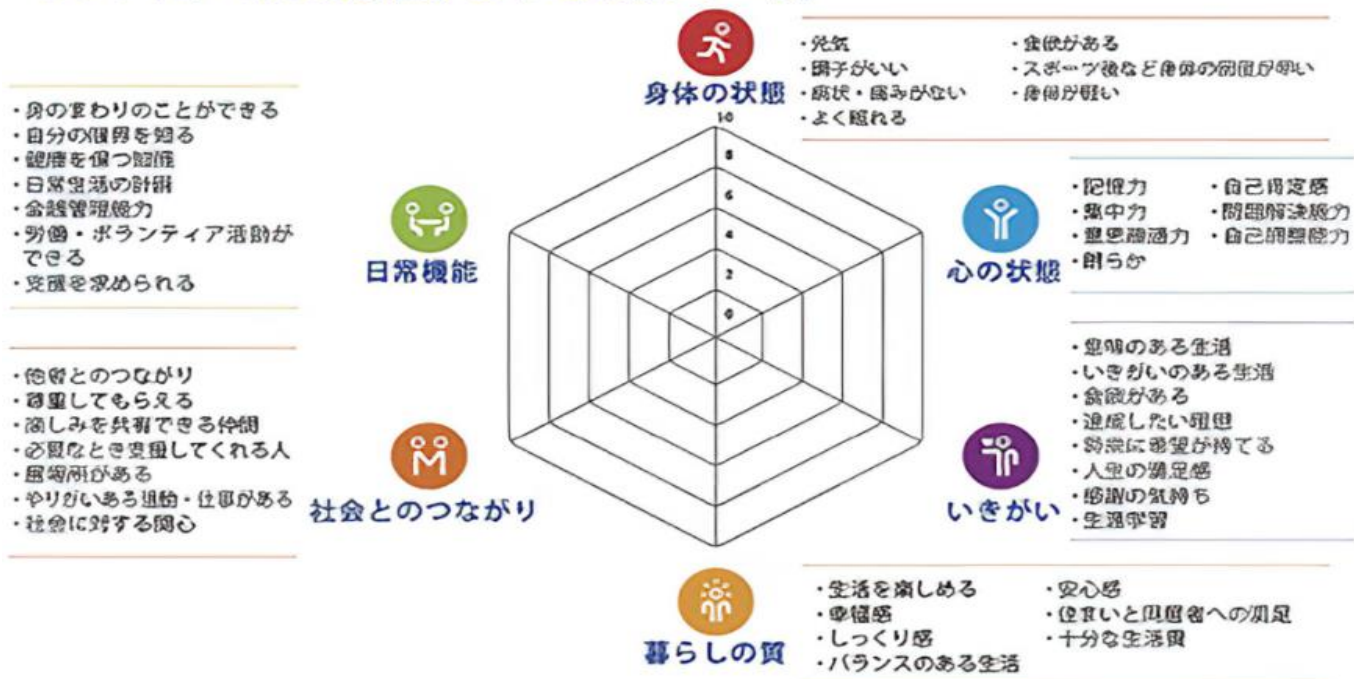 身体の状態
・元気
・調子がいい
・症状・痛みがない
・よく眠れる
・食欲がある
・スポーツ後など身体の回復が早い
・身体が軽い
10
8
6
4
2
0
心の状態
・記憶力
・集中力
・意思疎通力
・朗らか
・自己肯定感
・問題解決能力
・自己調整能力
いきがい
・意味のある生活
・いきがいのある生活
・食欲がある
・達成したい理想
・将来に希望が持てる
・人生の満足感
・感謝の気持ち
・生涯学習
暮らしの質
・生活を楽しめる
・幸福感
・しっくり感
・バランスのある生活
・安心感
・住まいと同居者への満足
・十分な生活費
社会とのつながり
・他者とのつながり
・尊重してもらえる
・楽しみを共有できる仲間
・必要なとき支援してくれる人
・居場所がある
・やりがいある活動・仕事がある
・社会に対する関心
日常機能
・身の変わりのことができる
・自分の限界を知る
・健康を保つ知識
・日常生活の計画
・金銭管理能力
・労働・ボランティア活動が
できる
・支援を求められる